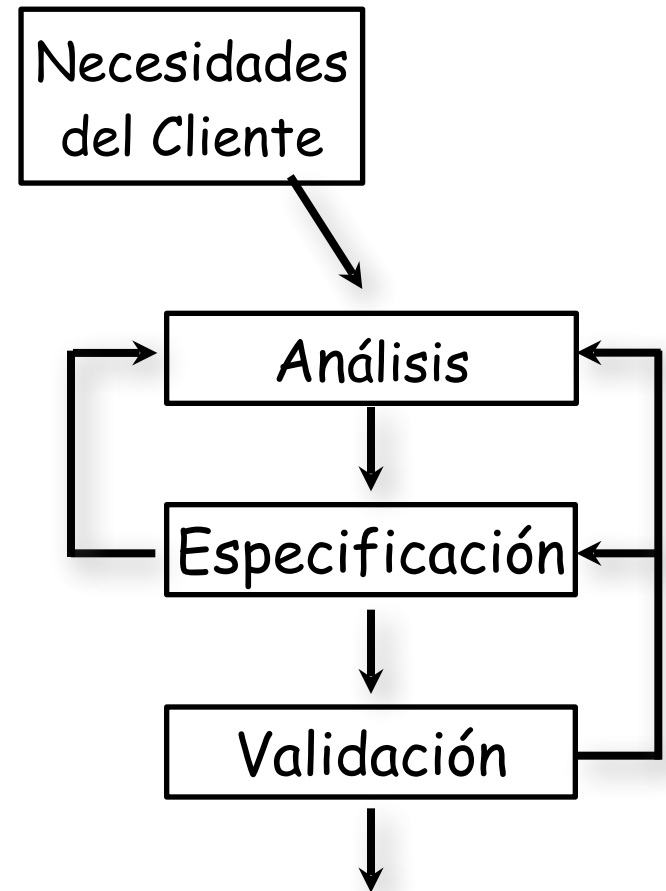 Necesidades
del Cliente
Análisis
Especificación
Validación